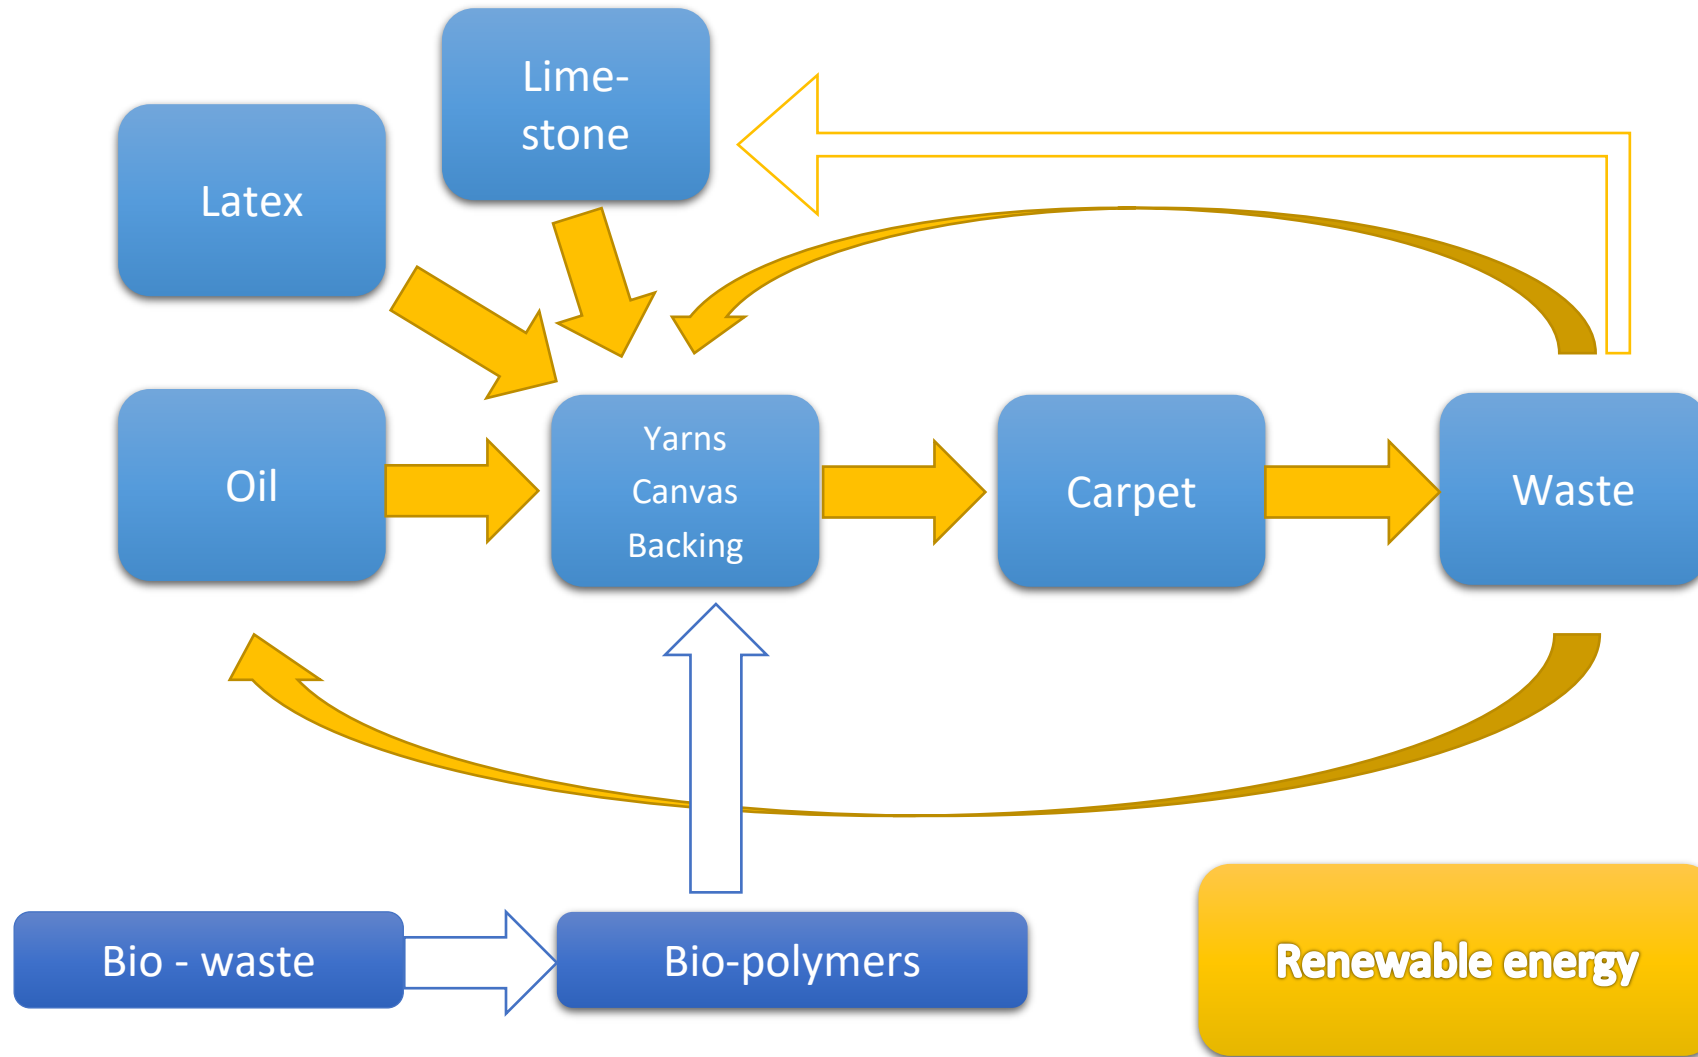 Lime-
stone
Latex
Oil
Yarns
Canvas
Backing
Carpet
Waste
Bio - waste
Bio-polymers
Renewable energy